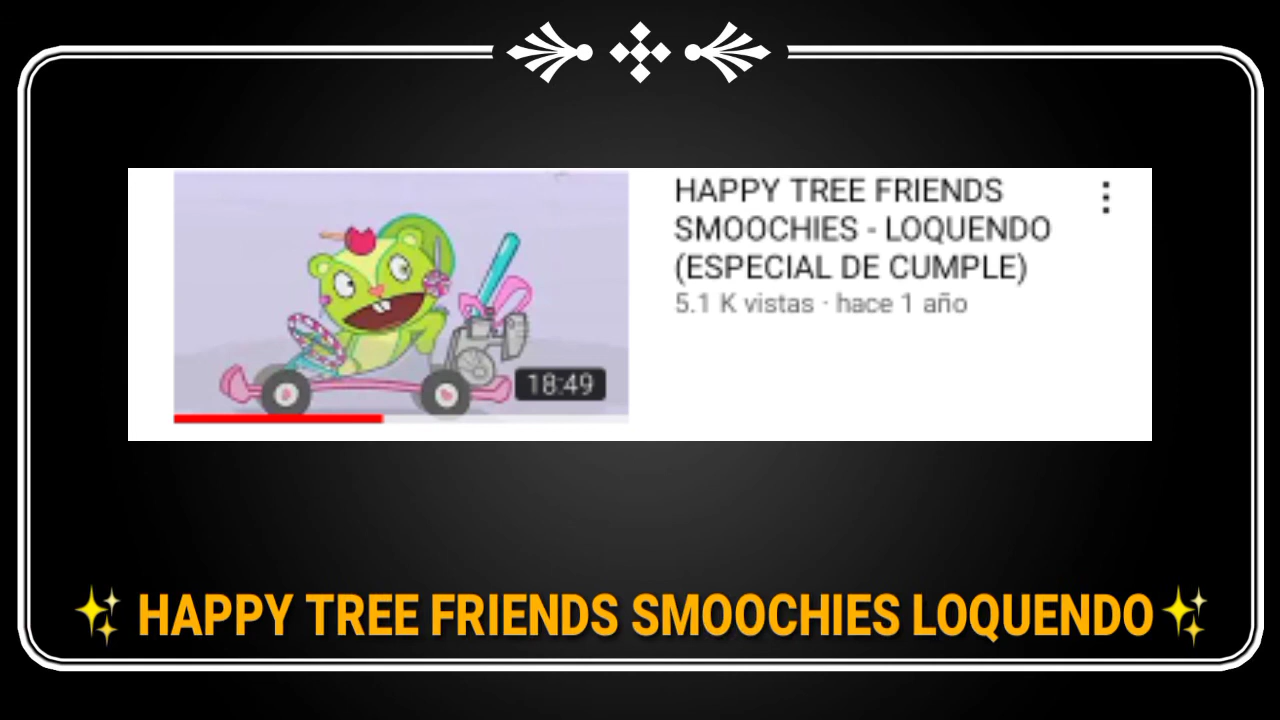 HAPPY TREE FRIENDS
SMOOCHIES - LOQUENDO
(ESPECIAL DE CUMPLE)
5.1 K vistas · hace 1 año
18:49
✨ HAPPY TREE FRIENDS SMOOCHIES LOQUENDO ✨